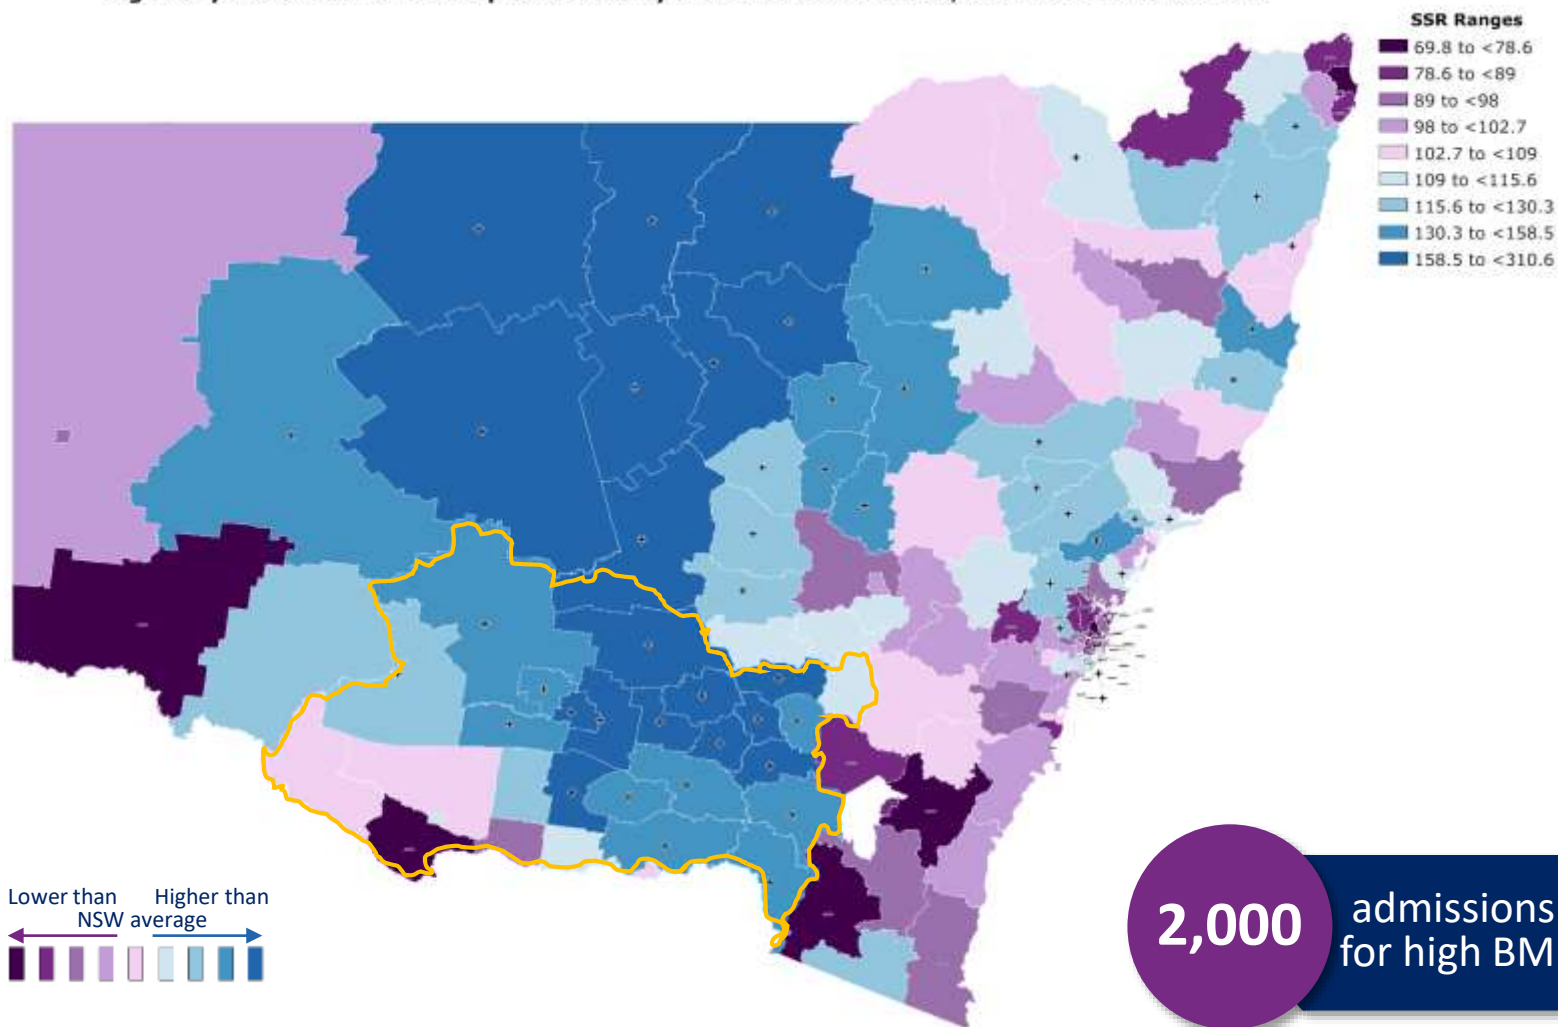 SSR Ranges
69.8 to <78.6
78.6 to <89
89 to <98
98 to <102.7
102.7 to <109
109 to <115.6
115.6 to <130.3
130.3 to <158.5
158.5 to <310.6
Lower than Higher than
NSW average
2,000
admissions
for high BM